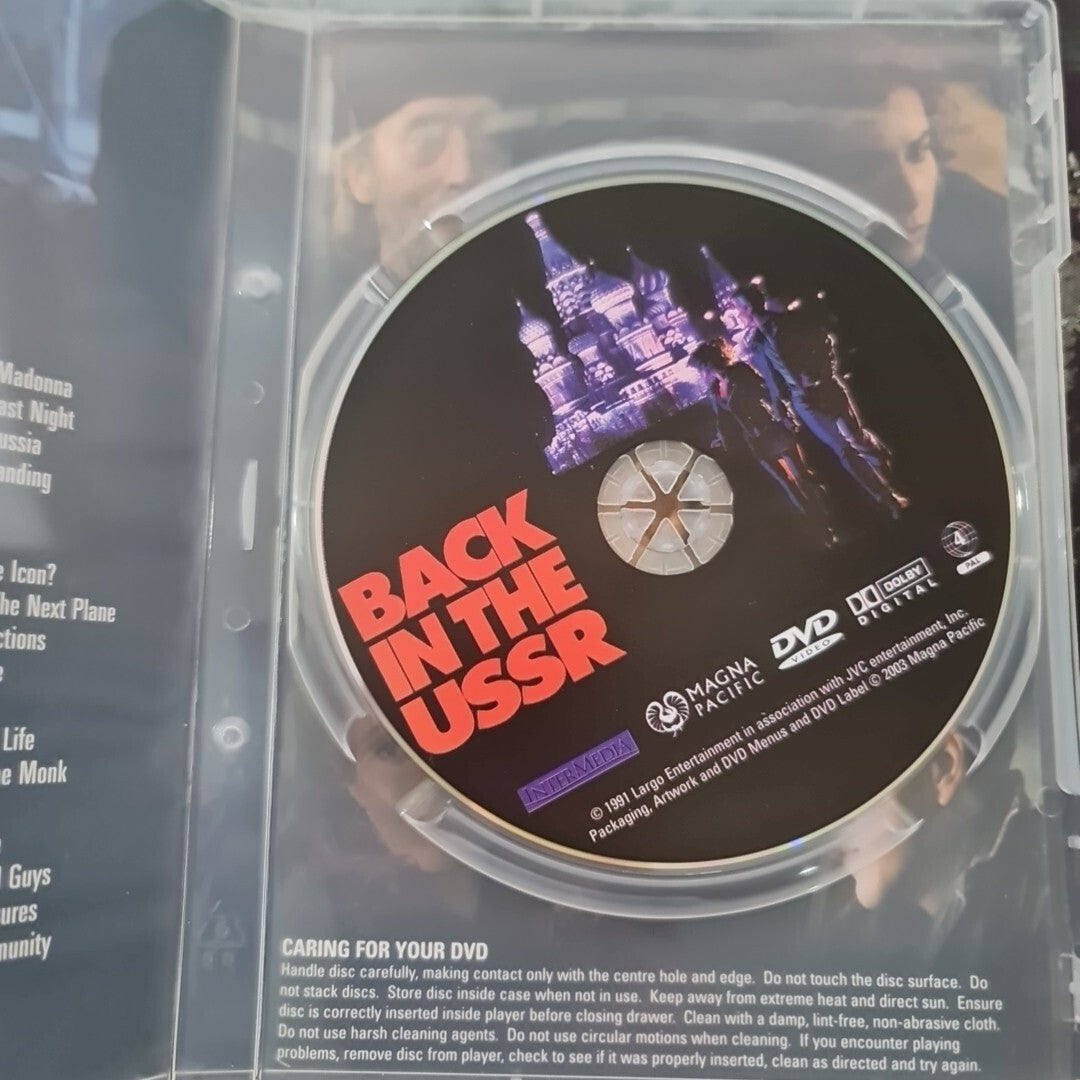 Madonna
Night
anding
Icon?
The Next Plane
Life
Monk
Guys
BACK
IN THE
USSR
INTERMEDIA
MAGNA
PACIFIC
DVD
VIDEO
DOLBY
DIGITAL
4
PAL
© 1991 Largo Entertainment in association with JVC entertainment, Inc.
Packaging, Artwork and DVD Menus and DVD Label © 2003 Magna Pacific
CARING FOR YOUR DVD
Handle disc carefully, making contact only with the centre hole and edge. Do not touch the disc surface. Do
not stack discs. Store disc inside case when not in use. Keep away from extreme heat and direct sun. Ensure
disc is correctly inserted inside player before closing drawer. Clean with a damp, lint-free, non-abrasive cloth.
Do not use harsh cleaning agents. Do not use circular motions when cleaning. If you encounter playing
problems, remove disc from player, check to see if it was properly inserted, clean as directed and try again.